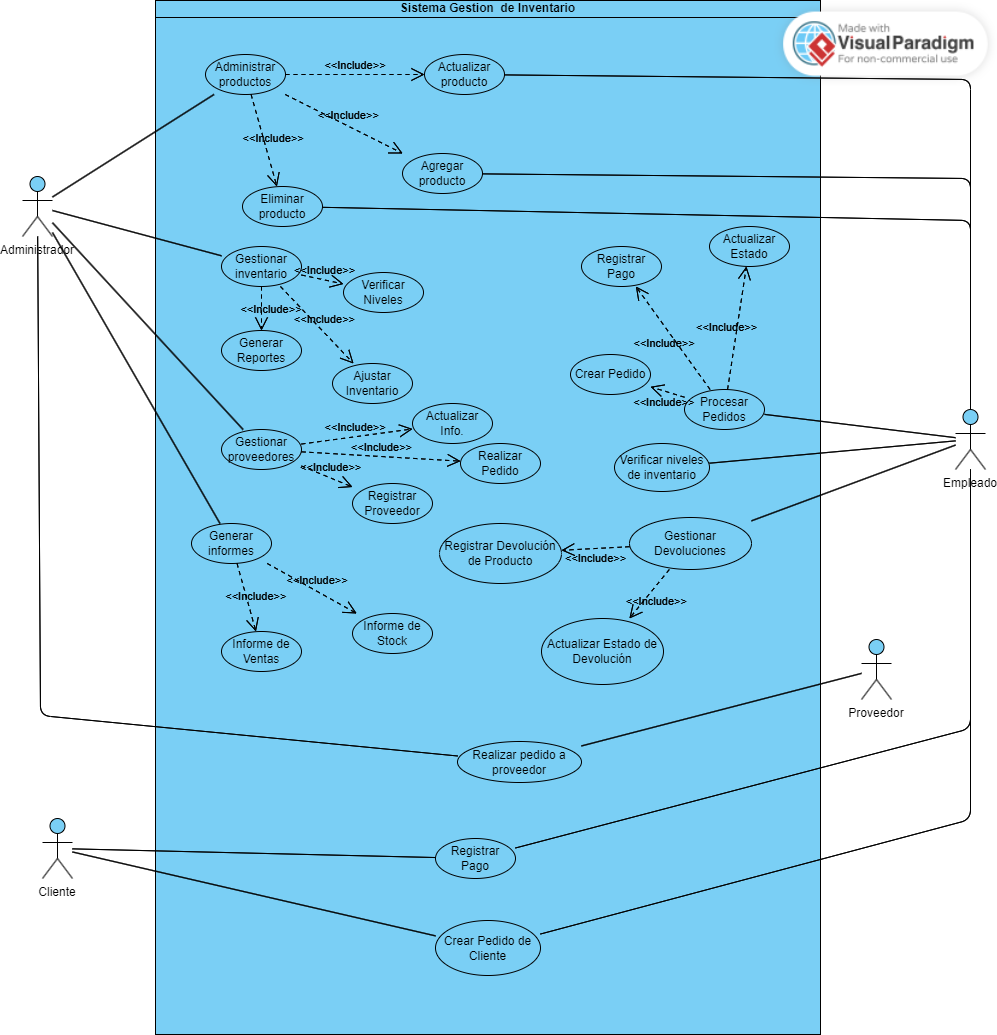 Sistema Gestion  de Inventario
Made with
VisualParadigm
For non-commercial use
Administrar
productos
<<Include>>
Actualizar
producto
<<Include>>
<<Include>>
Agregar
producto
Eliminar
producto
Administrador
Gestionar
inventario
<<Include>>
Verificar
Niveles
<<Include>>
<<Include>>
Generar
Reportes
Ajustar
Inventario
Registrar
Pago
Actualizar
Estado
<<Include>>
<<Include>>
Crear Pedido
<<Include>>
Procesar
Pedidos
Gestionar
proveedores
<<Include>>
Actualizar
Info.
<<Include>>
Realizar
Pedido
<<Include>>
Registrar
Proveedor
Verificar niveles
de inventario
Empleado
Generar
informes
<<Include>>
<<Include>>
Informe de
Ventas
Informe de
Stock
Registrar Devolución
de Producto
<<Include>>
Gestionar
Devoluciones
<<Include>>
Actualizar Estado de
Devolución
Proveedor
Realizar pedido a
proveedor
Registrar
Pago
Cliente
Crear Pedido de
Cliente